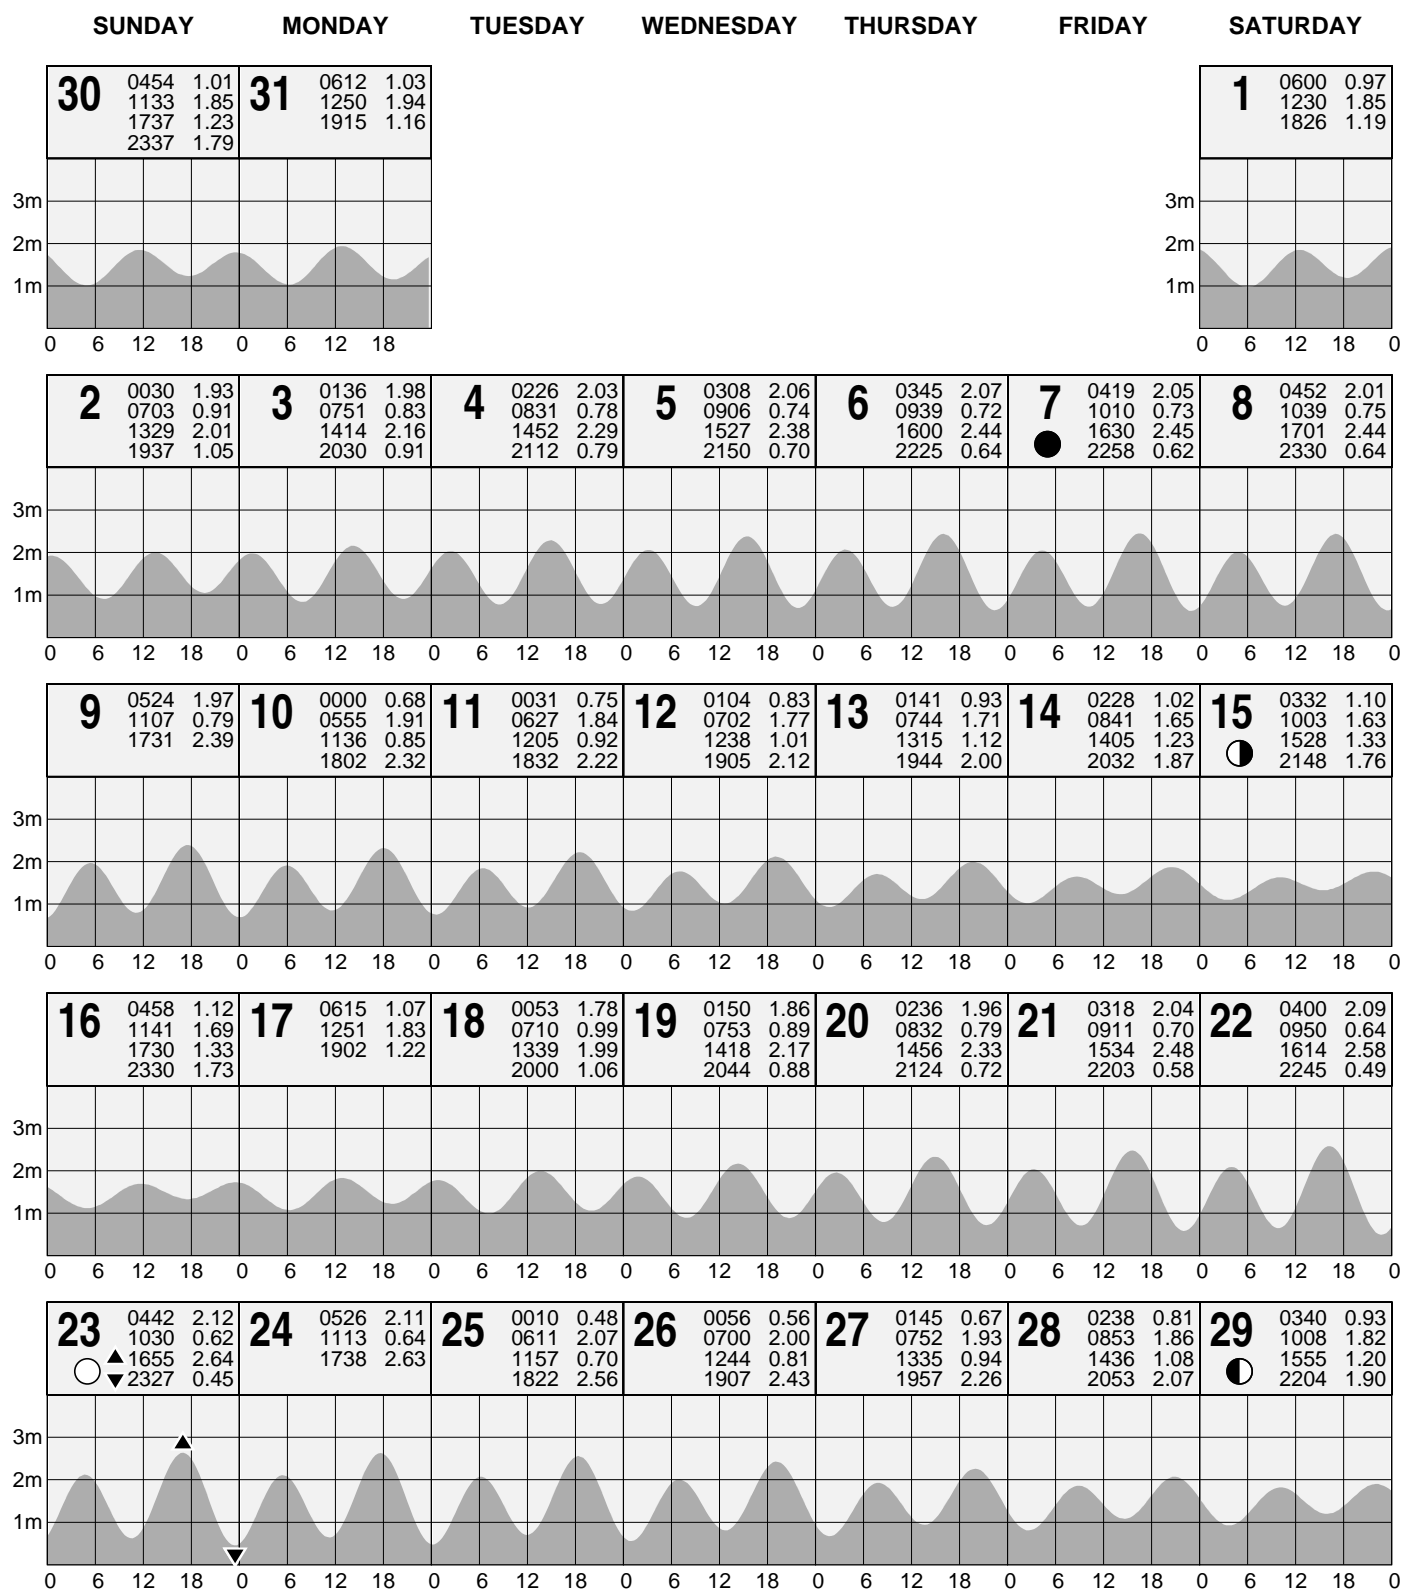 SUNDAY MONDAY TUESDAY WEDNESDAY THURSDAY FRIDAY SATURDAY
30 0454 1.01 31 0612 1.03 1 0600 0.97
1133 1.85 1250 1.94 1230 1.85
1737 1.23 1915 1.16 1826 1.19
2337 1.79
3m 3m
2m 2m
1m 1m
0 6 12 18 0 6 12 18 0 6 12 18 0
2 0030 1.93 3 0136 1.98 4 0226 2.03 5 0308 2.06 6 0345 2.07 7 0419 2.05 8 0452 2.01
0703 0.91 0751 0.83 0831 0.78 0906 0.74 0939 0.72 1010 0.73 1039 0.75
1329 2.01 1414 2.16 1452 2.29 1527 2.38 1600 2.44 1630 2.45 1701 2.44
1937 1.05 2030 0.91 2112 0.79 2150 0.70 2225 0.64 2258 0.62 2330 0.64
3m
2m
1m
0 6 12 18 0 6 12 18 0 6 12 18 0 6 12 18 0 6 12 18 0 6 12 18 0 6 12 18 0
9 0524 1.97 10 0000 0.68 11 0031 0.75 12 0104 0.83 13 0141 0.93 14 0228 1.02 15 0332 1.10
1107 0.79 0555 1.91 0627 1.84 0702 1.77 0744 1.71 0841 1.65 1003 1.63
1731 2.39 1136 0.85 1205 0.92 1238 1.01 1315 1.12 1405 1.23 1528 1.33
1802 2.32 1832 2.22 1905 2.12 1944 2.00 2032 1.87 2148 1.76
3m
2m
1m
0 6 12 18 0 6 12 18 0 6 12 18 0 6 12 18 0 6 12 18 0 6 12 18 0 6 12 18 0
16 0458 1.12 17 0615 1.07 18 0053 1.78 19 0150 1.86 20 0236 1.96 21 0318 2.04 22 0400 2.09
1141 1.69 1251 1.83 0710 0.99 0753 0.89 0832 0.79 0911 0.70 0950 0.64
1730 1.33 1902 1.22 1339 1.99 1418 2.17 1456 2.33 1534 2.48 1614 2.58
2330 1.73 2000 1.06 2044 0.88 2124 0.72 2203 0.58 2245 0.49
3m
2m
1m
0 6 12 18 0 6 12 18 0 6 12 18 0 6 12 18 0 6 12 18 0 6 12 18 0 6 12 18 0
23 0442 2.12 24 0526 2.11 25 0010 0.48 26 0056 0.56 27 0145 0.67 28 0238 0.81 29 0340 0.93
1030 0.62 1113 0.64 0611 2.07 0700 2.00 0752 1.93 0853 1.86 1008 1.82
1655 2.64 1738 2.63 1157 0.70 1244 0.81 1335 0.94 1436 1.08 1555 1.20
2327 0.45 1822 2.56 1907 2.43 1957 2.26 2053 2.07 2204 1.90
3m
2m
1m
0 6 12 18 0 6 12 18 0 6 12 18 0 6 12 18 0 6 12 18 0 6 12 18 0 6 12 18 0